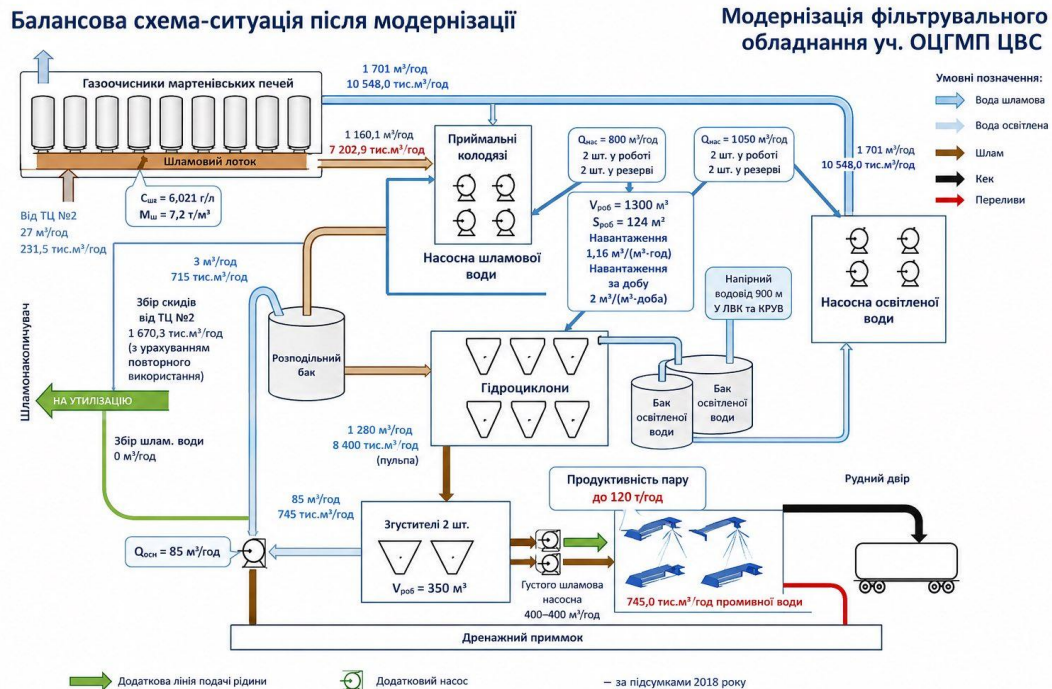 Балансова схема-ситуація після модернізації
Модернізація фільтрувального
обладнання уч. ОЦГМП ЦВС
Газоочисники мартенівських печей
Шламовий лоток
C шв = 6,021 г/л
M ш = 7,2 т/м³
Від ТЦ №2
27 м³/год
231,5 тис.м³/год
1 701 м³/год
10 548,0 тис.м³/год
1 160,1 м³/год
7 202,9 тис.м³/год
Приймальні
колодязі
Насосна шламової
води
Qнас = 800 м³/год
2 шт. у роботі
2 шт. у резерві
Qнас = 1050 м³/год
2 шт. у роботі
2 шт. у резерві
1 701 м³/год
10 548,0 тис.м³/год
Умовні позначення:
Вода шламова
Вода освітлена
Шлам
Кек
Переливи
Vроб = 1300 м³
Sроб = 124 м²
Навантаження
1,16 м³/(м³·год)
Навантаження
за добу
2 м³/(м³·доба)
Насосна освітленої
води
Напірний
водовід 900 м
У ЛВК та КРУВ
3 м³/год
715 тис.м³/год
Збір скидів
від ТЦ №2
1 670,3 тис.м³/год
(з урахуванням
повторного
використання)
Шламонакопичувач
НА УТИЛІЗАЦІЮ
Збір шлам. води
0 м³/год
Розподільний
бак
Гідроциклони
Бак
освітленої
води
Бак
освітленої
води
1 280 м³/год
8 400 тис.м³/год
(пульпа)
85 м³/год
745 тис.м³/год
Qосн = 85 м³/год
Згустителі 2 шт.
Vроб = 350 м³
Густого шламова
насосна
400–400 м³/год
Продуктивність пару
до 120 т/год
745,0 тис.м³/год промивної води
Рудний двір
Дренажний приммок
Додаткова лінія подачі рідини
Додатковий насос
– за підсумками 2018 року